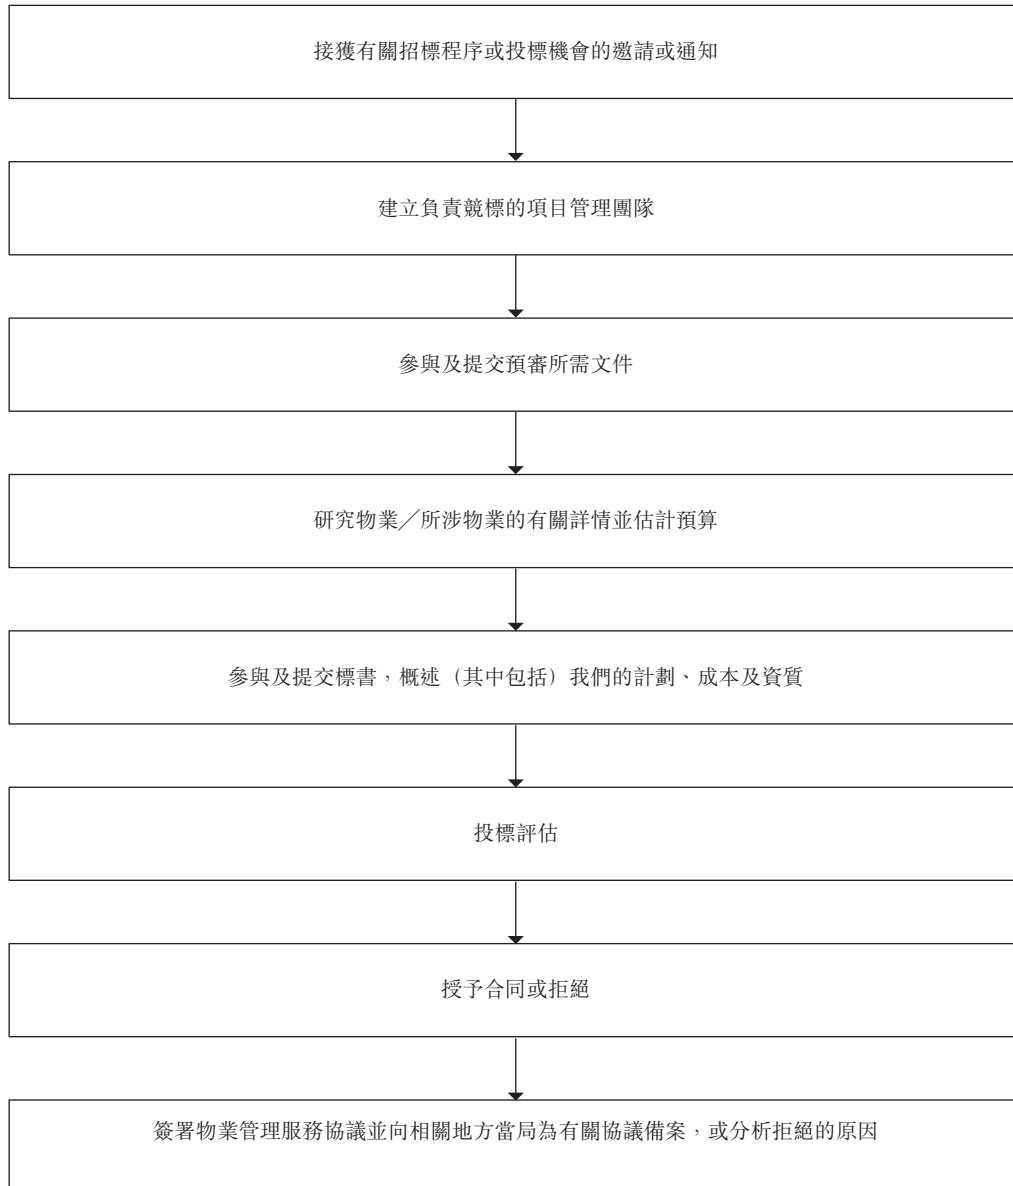 接獲有關招標程序或投標機會的邀請或通知
建立負責競標的項目管理團隊
參與及提交預審所需文件
研究物業╱所涉物業的有關詳情並估計預算
參與及提交標書，概述（其中包括）我們的計劃、成本及資質
投標評估
授予合同或拒絕
簽署物業管理服務協議並向相關地方當局為有關協議備案，或分析拒絕的原因